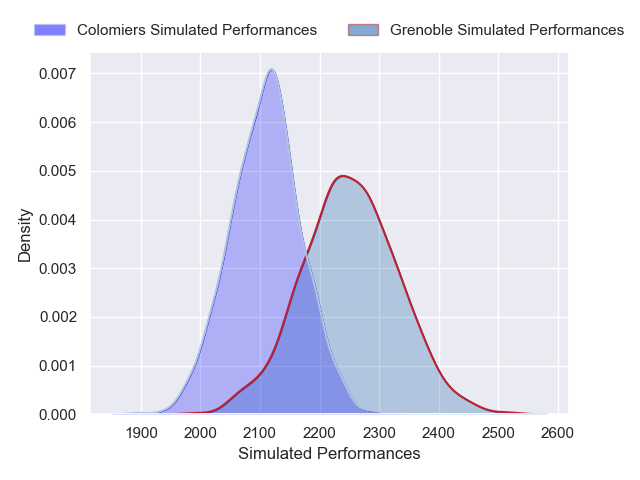 Colomiers Simulated Performances Grenoble Simulated Performances
0.007
0.006
0.005
0.004
0.003
0.002
0.001
0.000
Density
1900 2000 2100 2200 2300 2400 2500 2600
Simulated Performances